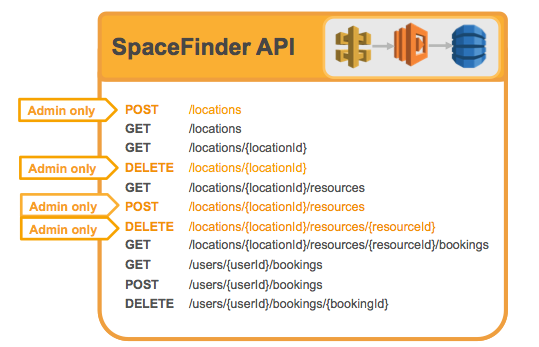 SpaceFinder API
Admin only POST /locations
GET /locations
GET /locations/{locationId}
Admin only DELETE /locations/{locationId}
GET /locations/{locationId}/resources
Admin only POST /locations/{locationId}/resources
Admin only DELETE /locations/{locationId}/resources/{resourceId}
GET /locations/{locationId}/resources/{resourceId}/bookings
GET /users/{userId}/bookings
POST /users/{userId}/bookings
DELETE /users/{userId}/bookings/{bookingId}